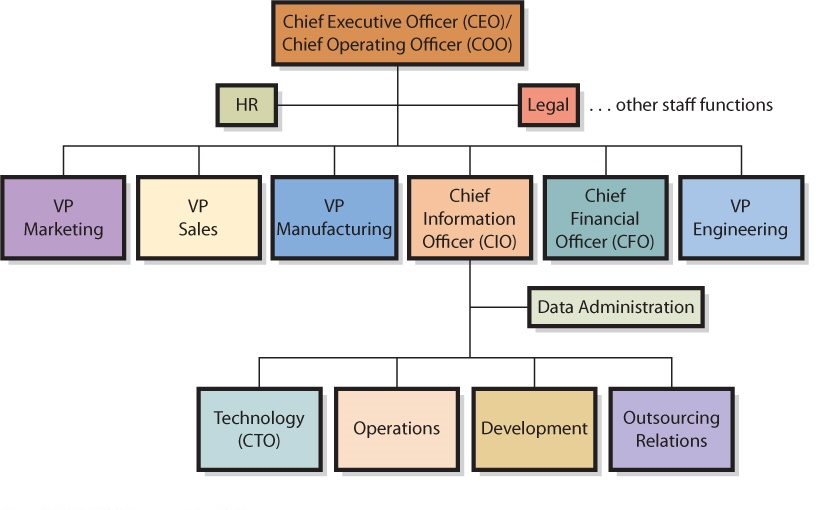 Chief Executive Officer (CEO)/
Chief Operating Officer (COO)
HR
Legal
. . . other staff functions
VP
Marketing
VP
Sales
VP
Manufacturing
Chief
Information
Officer (CIO)
Chief
Financial
Officer (CFO)
VP
Engineering
Data Administration
Technology
(CTO)
Operations
Development
Outsourcing
Relations